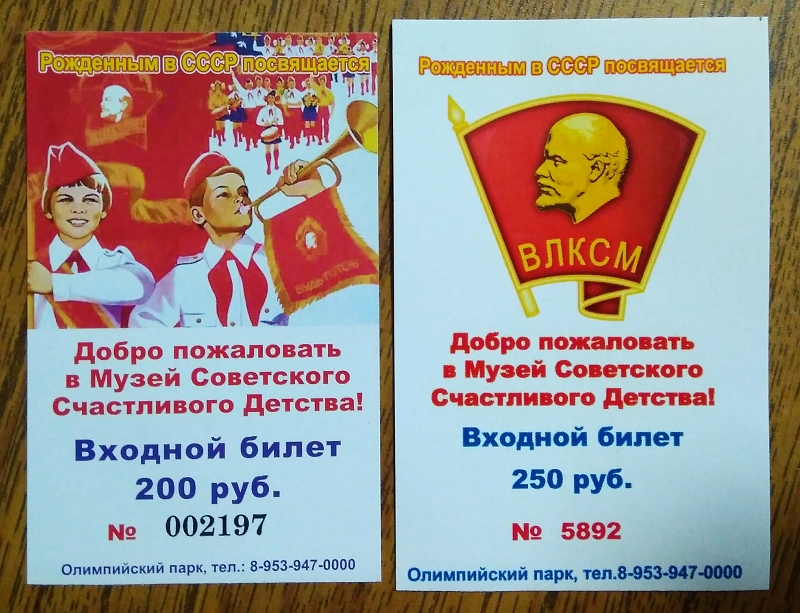 Рожденным в СССР посвящается
БУДЬ ГОТОВ
Добро пожаловать
в Музей Советского
Счастливого Детства!
Входной билет
200 руб.
№ 002197
Олимпийский парк, тел.: 8-953-947-0000
Рожденным в СССР посвящается
ВЛКСМ
Добро пожаловать
в Музей Советского
Счастливого Детства!
Входной билет
250 руб.
№ 5892
Олимпийский парк, тел.8-953-947-0000